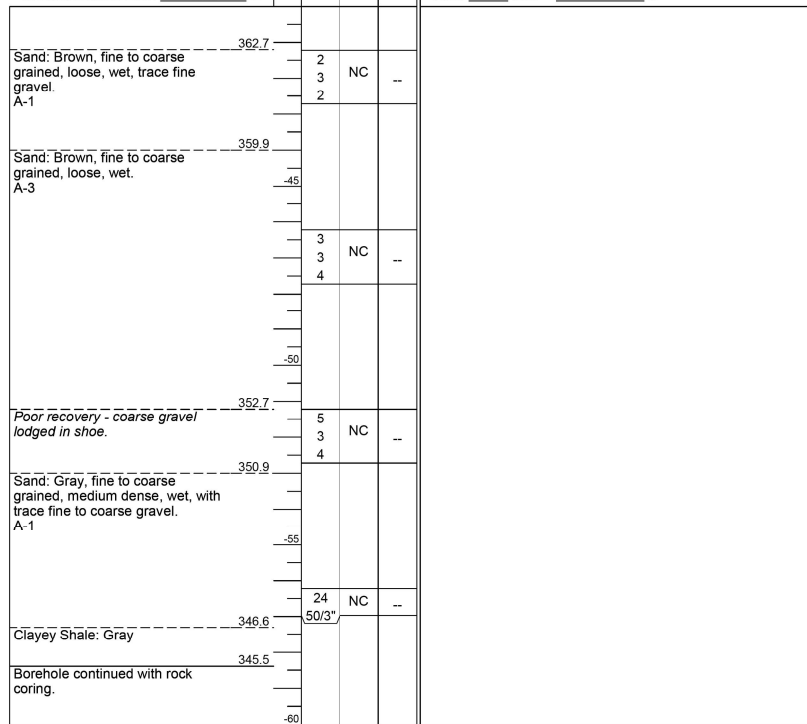 362.7
Sand: Brown, fine to coarse
grained, loose, wet, trace fine
gravel.
A-1
2
3 NC --
2
359.9
Sand: Brown, fine to coarse
grained, loose, wet.
A-3
-45
3
3 NC --
4
-50
352.7
Poor recovery - coarse gravel
lodged in shoe.
5
3 NC --
4
350.9
Sand: Gray, fine to coarse
grained, medium dense, wet, with
trace fine to coarse gravel.
A-1
-55
24 NC --
50/3"
346.6
Clayey Shale: Gray
345.5
Borehole continued with rock
coring.
-60